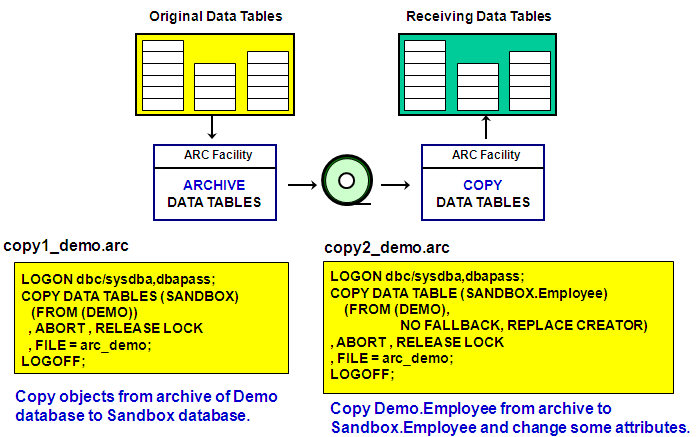 Original Data Tables
Receiving Data Tables
ARC Facility
ARCHIVE
DATA TABLES
ARC Facility
COPY
DATA TABLES
copy1_demo.arc
LOGON dbc/sysdba,dbapass;
COPY DATA TABLES (SANDBOX)
(FROM (DEMO))
, ABORT , RELEASE LOCK
, FILE = arc_demo;
LOGOFF;
Copy objects from archive of Demo
database to Sandbox database.
copy2_demo.arc
LOGON dbc/sysdba,dbapass;
COPY DATA TABLE (SANDBOX.Employee)
(FROM (DEMO),
NO FALLBACK, REPLACE CREATOR)
, ABORT , RELEASE LOCK
, FILE = arc_demo;
LOGOFF;
Copy Demo.Employee from archive to
Sandbox.Employee and change some attributes.